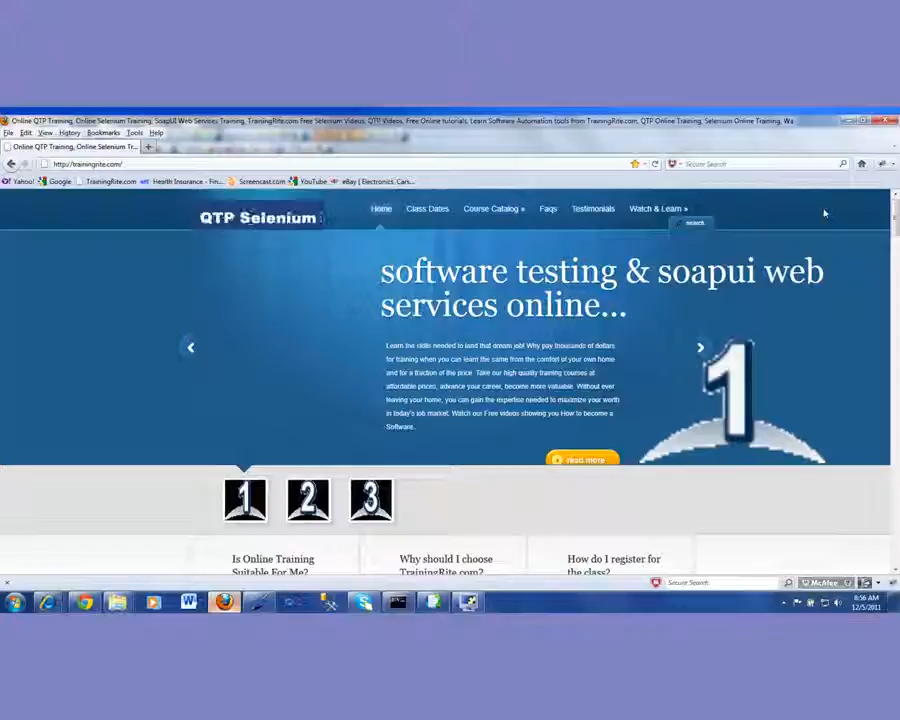 Online QTP Training, Online Selenium Training, SoapUI Web Services Training, TrainingRite.com Free Selenium Videos, QTP Videos, Free Online tutorials, Learn Software Automation tools from TrainingRite.com, QTP Online Training, Selenium Online Training, Wa
File Edit View History Bookmarks Tools Help
Online QTP Training, Online Selenium Tr...
http://trainingrite.com/
Secure Search
Yahoo! Google TrainingRite.com Health Insurance - Fin... Screencast.com YouTube eBay | Electronics, Cars,...
QTP Selenium
Home Class Dates Course Catalog » Faqs Testimonials Watch & Learn »
search
software testing & soapui web
services online...
Learn the skills needed to land that dream job! Why pay thousands of dollars
for training when you can learn the same from the comfort of your own home
and for a fraction of the price. Take our high quality training courses at
affordable prices, advance your career, become more valuable. Without ever
leaving your home, you can gain the expertise needed to maximize your worth
in today's job market. Watch our Free videos showing you How to become a
Software..
1
read more
1 2 3
Is Online Training
Suitable For Me?
Why should I choose
TrainingRite.com?
How do I register for
the class?
Secure Search
McAfee
8:56 AM
12/5/2011